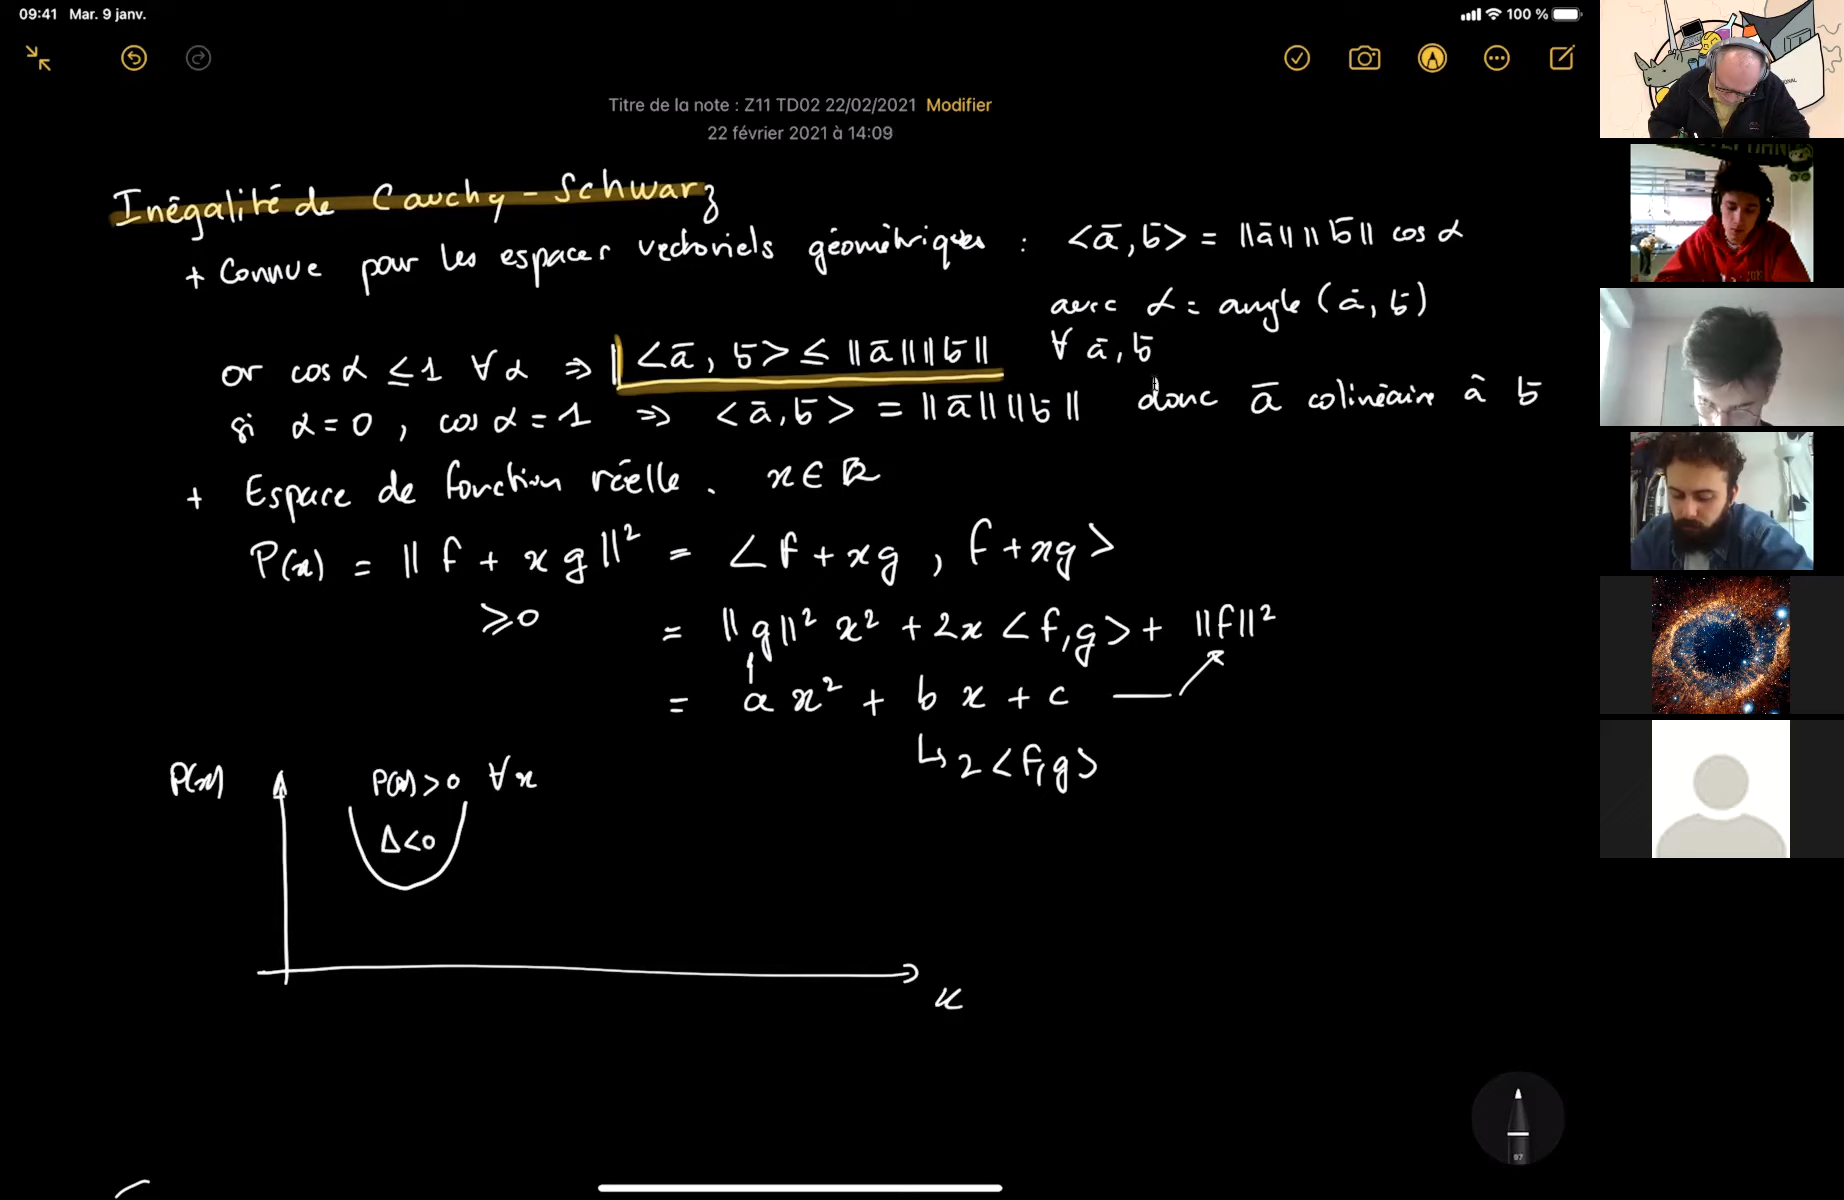 09:41 Mar. 9 janv.
100 %
Titre de la note : Z11 TD02 22/02/2021 Modifier
22 février 2021 à 14:09
Inégalité de Cauchy - Schwarz
+ Connue pour les espaces vectoriels géométriques : <ā, b̄> = ||ā|| ||b̄|| cos α
avec α = angle (ā, b̄)
∀ ā, b̄
or cos α ≤ 1 ∀ α ⇒ || <ā, b̄> ≤ ||ā|| ||b̄||
si α = 0, cos α = 1 ⇒ <ā, b̄> = ||ā|| ||b̄|| donc ā colinéaire à b̄
+ Espace de fonction réelle. x ∈ ℝ
P(x) = || f + x g ||² = <f + xg, f + xg>
≥ 0
= ||g||² x² + 2x <f, g> + ||f||²
= a x² + b x + c
↳ 2 <f, g>
P(x)
P(x) > 0 ∀ x
Δ < 0
x
97